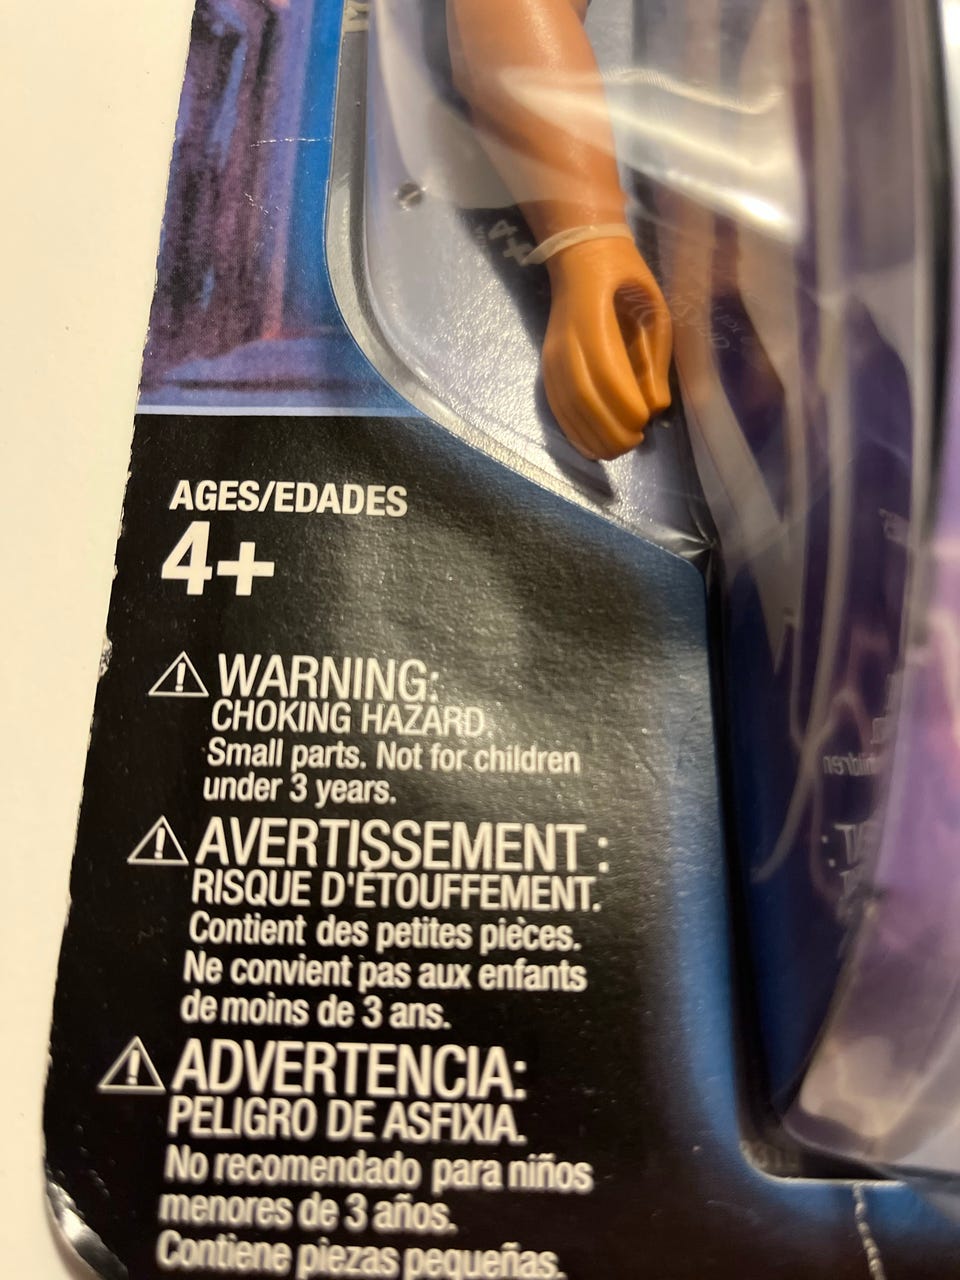 AGES/EDADES
4+
⚠ WARNING:
CHOKING HAZARD.
Small parts. Not for children
under 3 years.
⚠ AVERTISSEMENT :
RISQUE D'ÉTOUFFEMENT.
Contient des petites pièces.
Ne convient pas aux enfants
de moins de 3 ans.
⚠ ADVERTENCIA:
PELIGRO DE ASFIXIA.
No recomendado para niños
menores de 3 años.
Contiene piezas pequeñas.